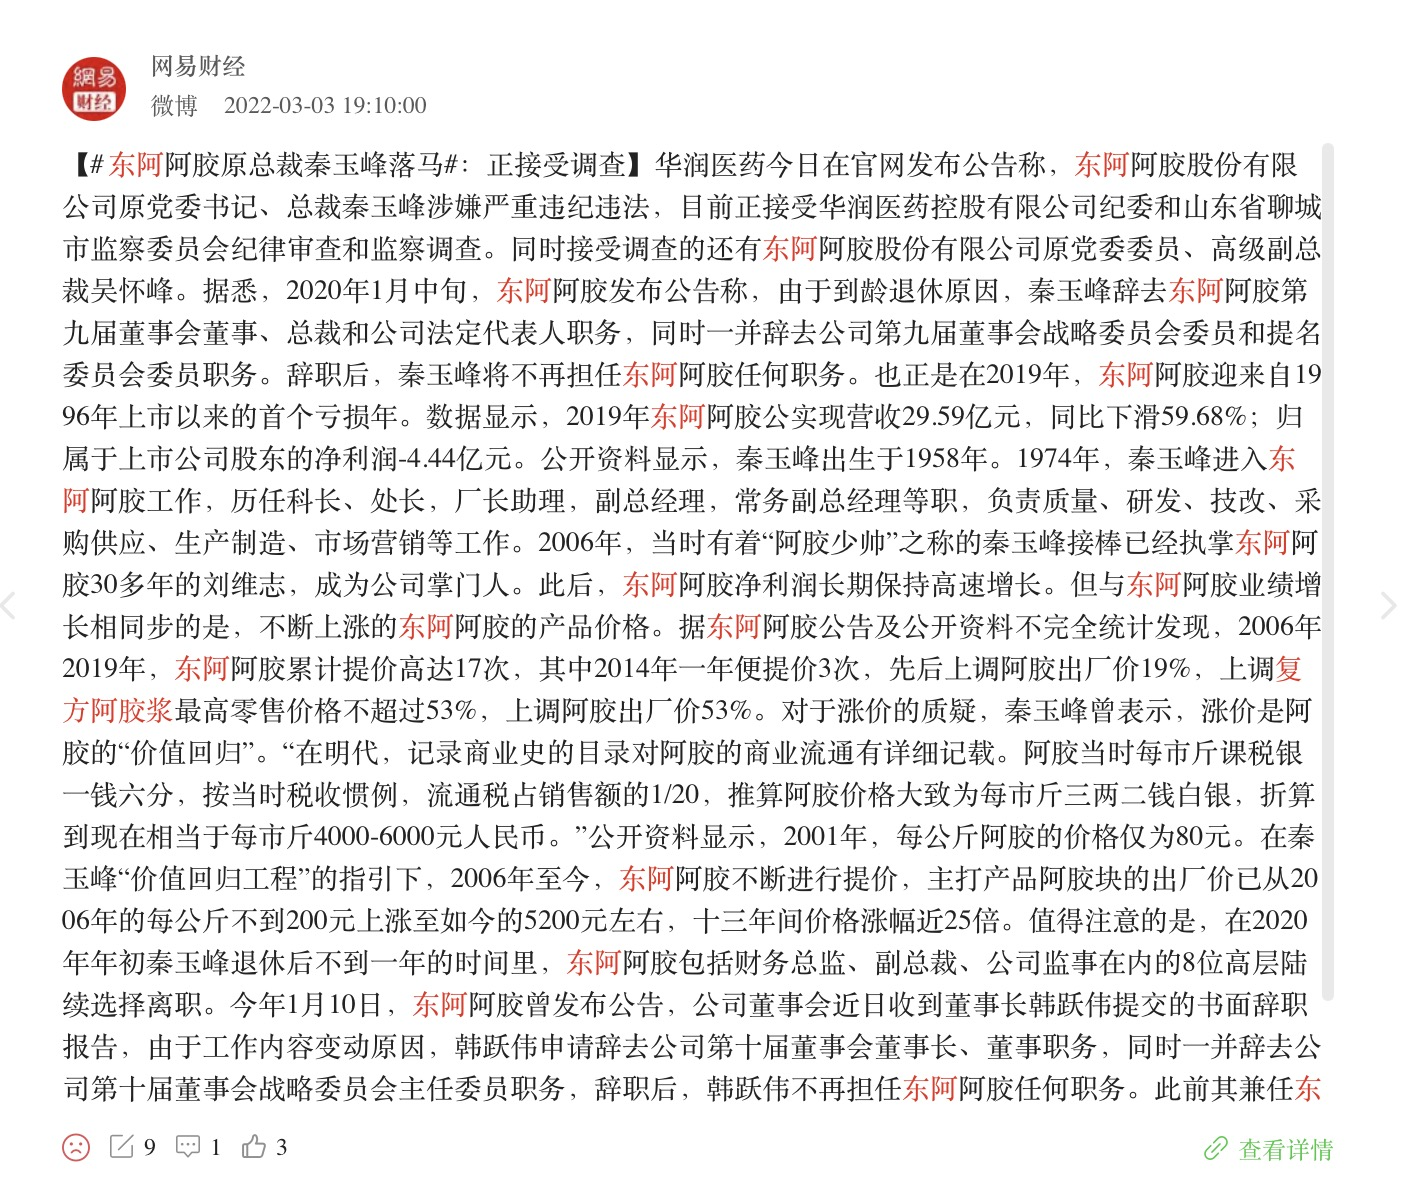 網易
财经
网易财经
微博 2022-03-03 19:10:00
【#东阿阿胶原总裁秦玉峰落马#：正接受调查】华润医药今日在官网发布公告称，东阿阿胶股份有限
公司原党委书记、总裁秦玉峰涉嫌严重违纪违法，目前正接受华润医药控股有限公司纪委和山东省聊城
市监察委员会纪律审查和监察调查。同时接受调查的还有东阿阿胶股份有限公司原党委委员、高级副总
裁吴怀峰。据悉，2020年1月中旬，东阿阿胶发布公告称，由于到龄退休原因，秦玉峰辞去东阿阿胶第
九届董事会董事、总裁和公司法定代表人职务，同时一并辞去公司第九届董事会战略委员会委员和提名
委员会委员职务。辞职后，秦玉峰将不再担任东阿阿胶任何职务。也正是在2019年，东阿阿胶迎来自19
96年上市以来的首个亏损年。数据显示，2019年东阿阿胶公实现营收29.59亿元，同比下滑59.68%；归
属于上市公司股东的净利润-4.44亿元。公开资料显示，秦玉峰出生于1958年。1974年，秦玉峰进入东
阿阿胶工作，历任科长、处长，厂长助理，副总经理，常务副总经理等职，负责质量、研发、技改、采
购供应、生产制造、市场营销等工作。2006年，当时有着“阿胶少帅”之称的秦玉峰接棒已经执掌东阿阿
胶30多年的刘维志，成为公司掌门人。此后，东阿阿胶净利润长期保持高速增长。但与东阿阿胶业绩增
长相同步的是，不断上涨的东阿阿胶的产品价格。据东阿阿胶公告及公开资料不完全统计发现，2006年
2019年，东阿阿胶累计提价高达17次，其中2014年一年便提价3次，先后上调阿胶出厂价19%，上调复
方阿胶浆最高零售价格不超过53%，上调阿胶出厂价53%。对于涨价的质疑，秦玉峰曾表示，涨价是阿
胶的“价值回归”。“在明代，记录商业史的目录对阿胶的商业流通有详细记载。阿胶当时每市斤课税银
一钱六分，按当时税收惯例，流通税占销售额的1/20，推算阿胶价格大致为每市斤三两二钱白银，折算
到现在相当于每市斤4000-6000元人民币。”公开资料显示，2001年，每公斤阿胶的价格仅为80元。在秦
玉峰“价值回归工程”的指引下，2006年至今，东阿阿胶不断进行提价，主打产品阿胶块的出厂价已从20
06年的每公斤不到200元上涨至如今的5200元左右，十三年间价格涨幅近25倍。值得注意的是，在2020
年年初秦玉峰退休后不到一年的时间里，东阿阿胶包括财务总监、副总裁、公司监事在内的8位高层陆
续选择离职。今年1月10日，东阿阿胶曾发布公告，公司董事会近日收到董事长韩跃伟提交的书面辞职
报告，由于工作内容变动原因，韩跃伟申请辞去公司第十届董事会董事长、董事职务，同时一并辞去公
司第十届董事会战略委员会主任委员职务，辞职后，韩跃伟不再担任东阿阿胶任何职务。此前其兼任东
9 1 3 查看详情